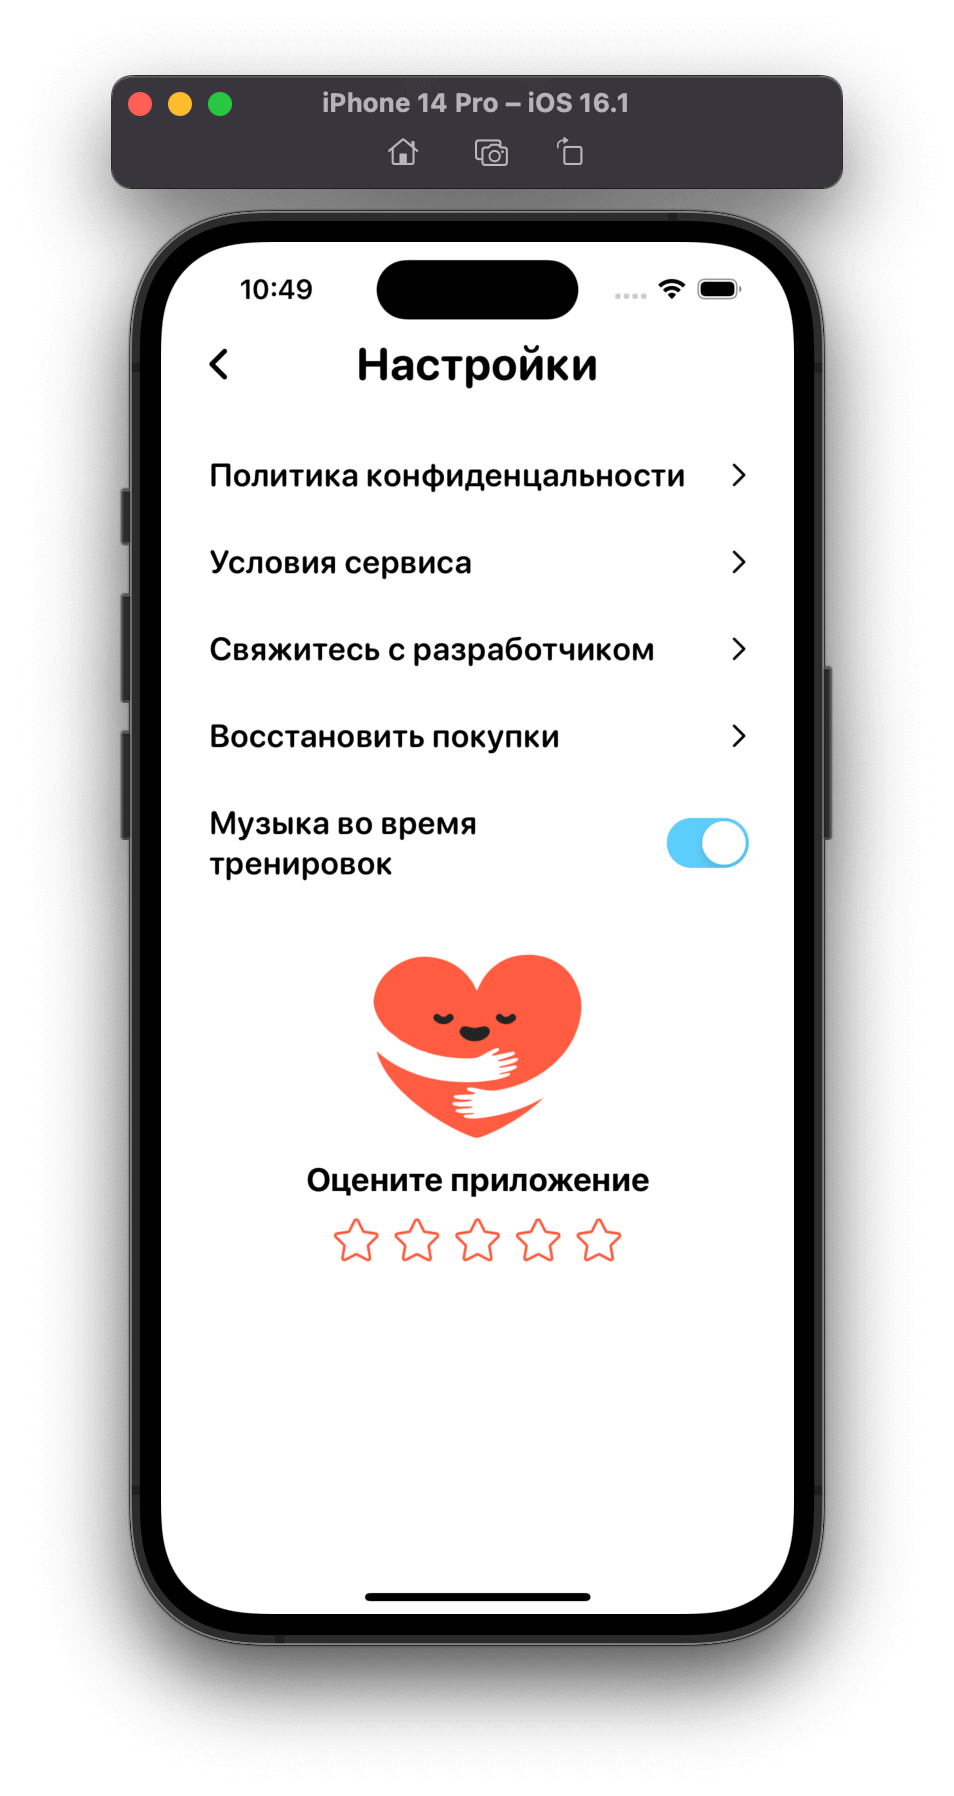 iPhone 14 Pro – iOS 16.1
10:49
Настройки
Политика конфиденцальности
Условия сервиса
Свяжитесь с разработчиком
Восстановить покупки
Музыка во время
тренировок
Оцените приложение